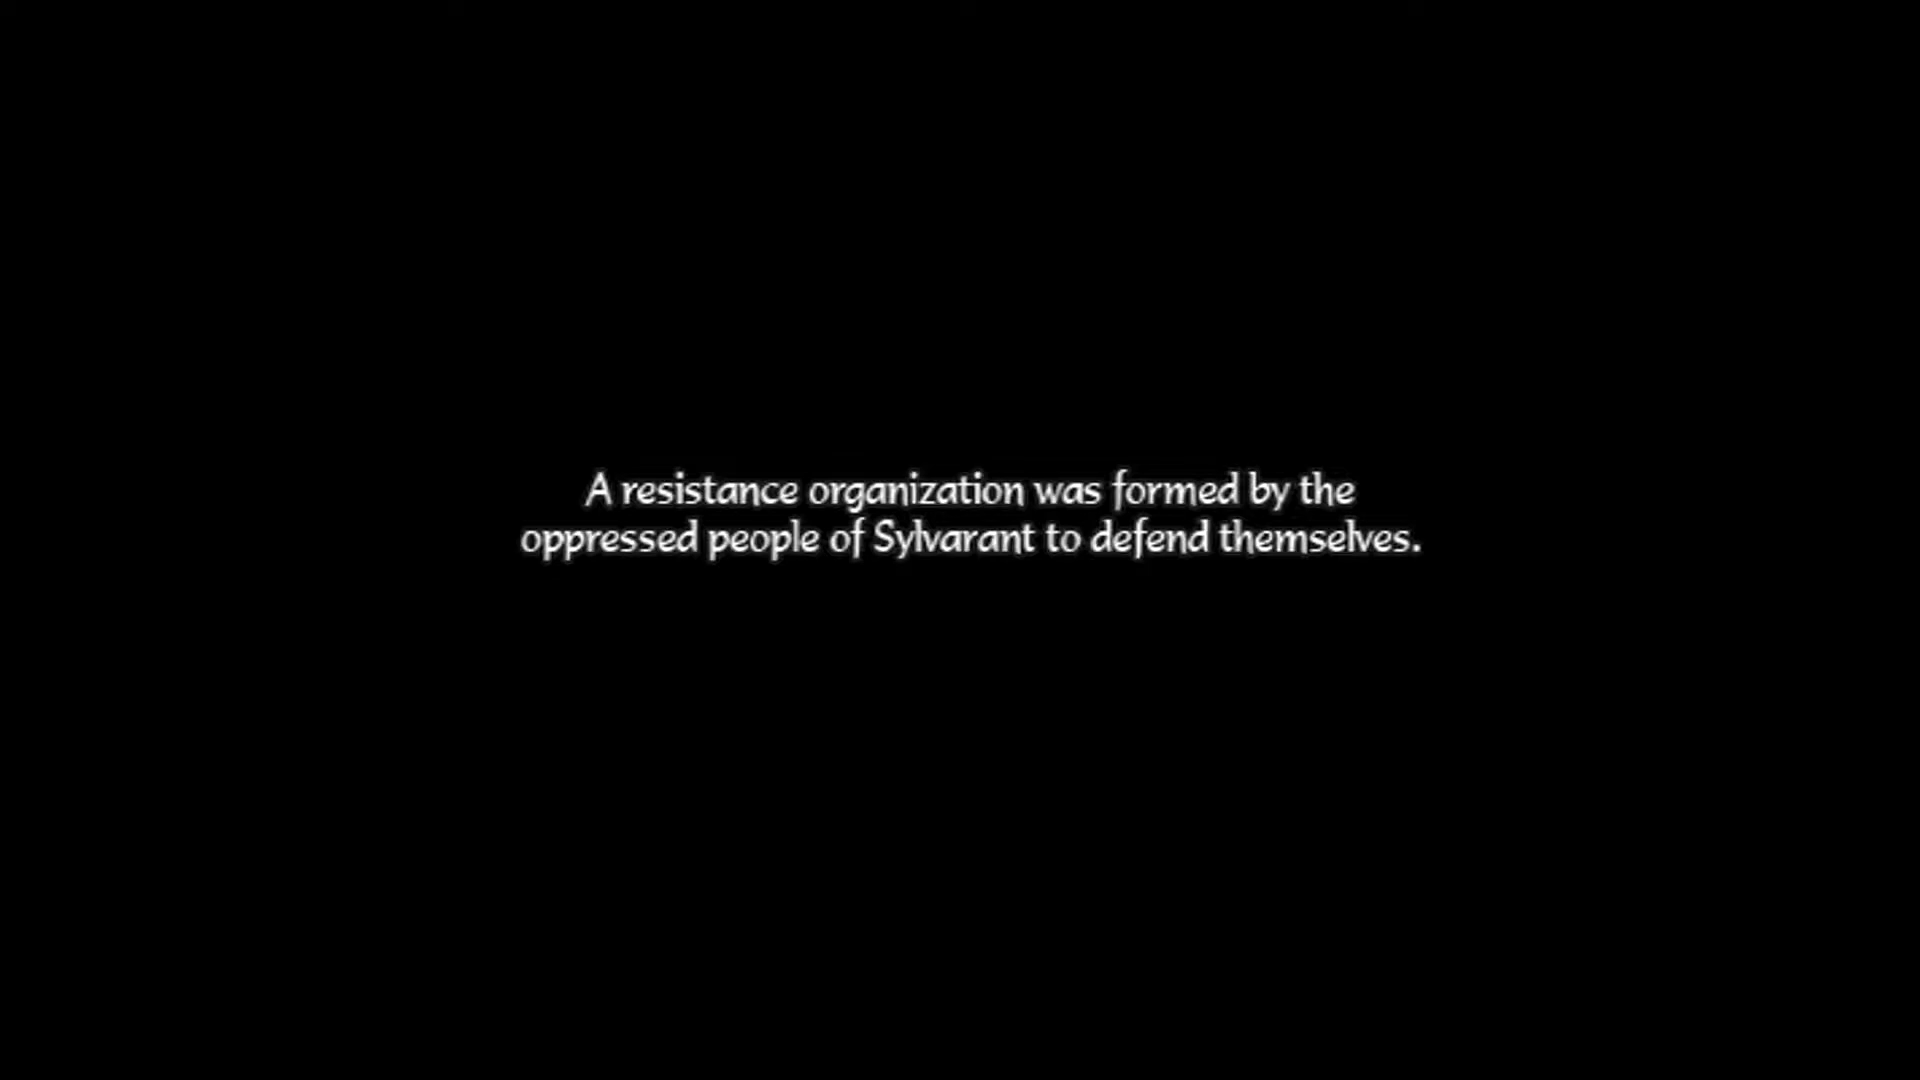 A resistance organization was formed by the
oppressed people of Sylvarant to defend themselves.